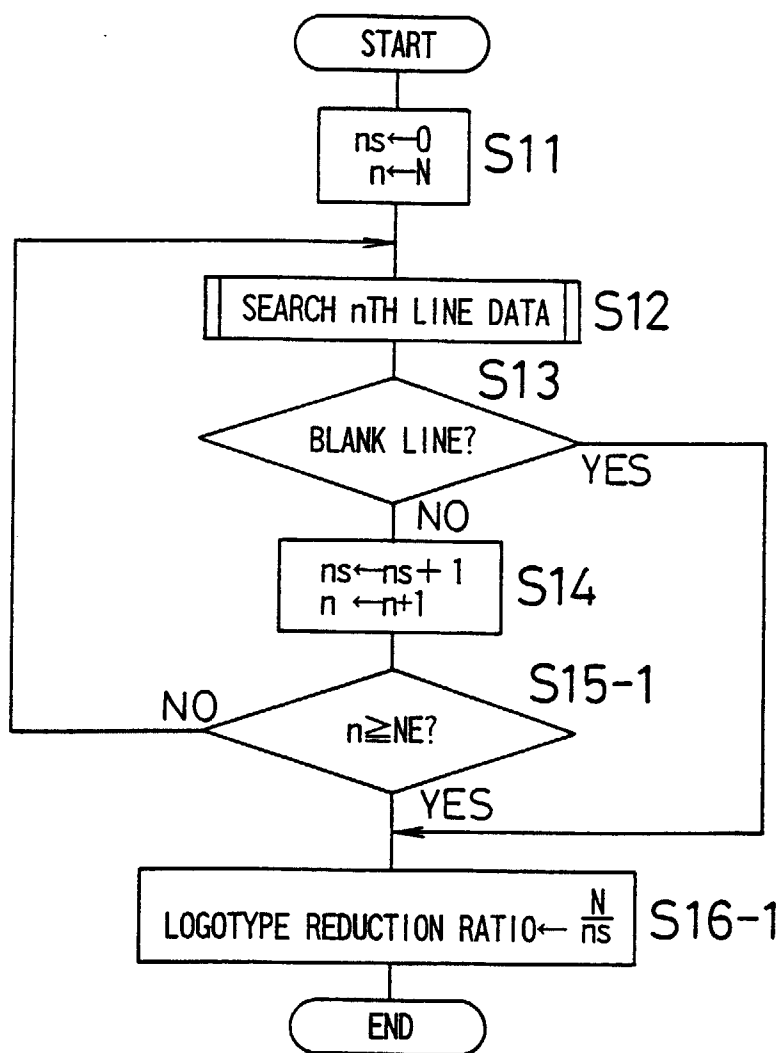 START
ns←0
n←N
S11
SEARCH nTH LINE DATA
S12
S13
BLANK LINE?
YES
NO
ns←ns+1
n←n+1
S14
S15-1
NO
n≧NE?
YES
LOGOTYPE REDUCTION RATIO← N/ns
S16-1
END